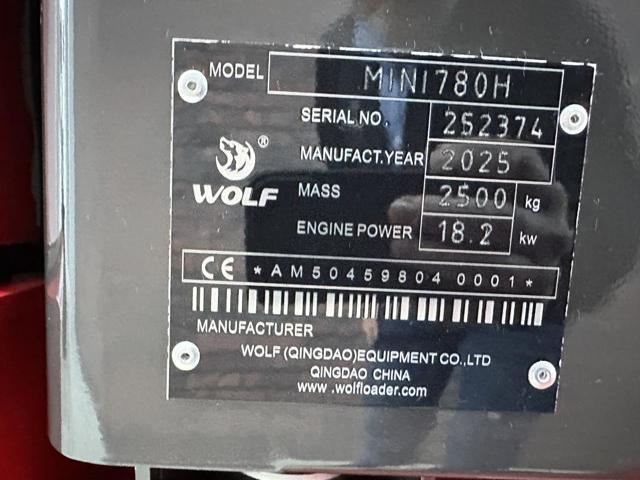 MODEL MINI780H
SERIAL NO. 252374
MANUFACT.YEAR 2025
®
WOLF
MASS 2500 kg
ENGINE POWER 18.2 kw
CE *AM50459804 0001*
MANUFACTURER
WOLF (QINGDAO)EQUIPMENT CO.,LTD
QINGDAO CHINA
www .wolfloader.com